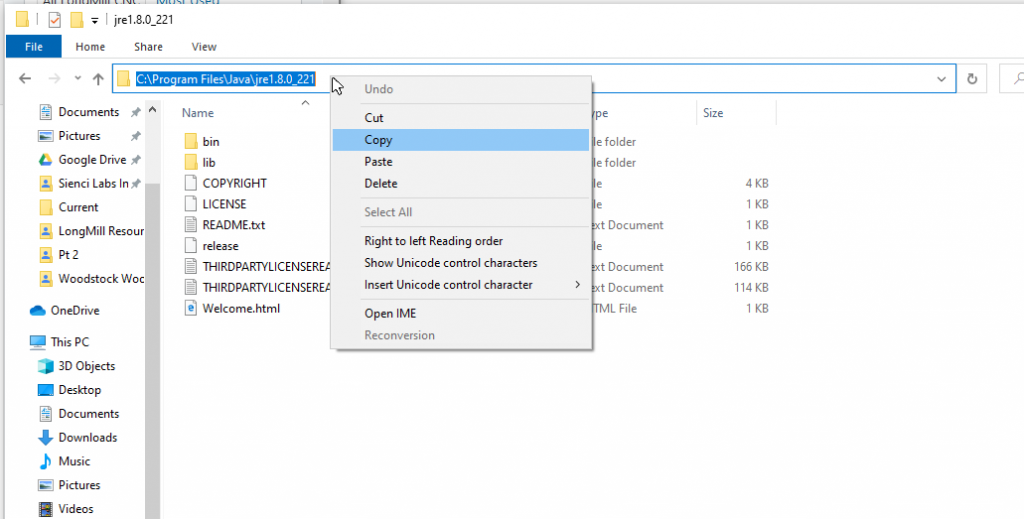 All LongMill CNC Must Used
jre1.8.0_221
File Home Share View
C:\Program Files\Java\jre1.8.0_221
Documents
Pictures
Google Drive
Sienci Labs In
Current
LongMill Resour
Pt 2
Woodstock Woo
OneDrive
This PC
3D Objects
Desktop
Documents
Downloads
Music
Pictures
Videos
Name ype Size
bin le folder
lib le folder
COPYRIGHT le 4 KB
LICENSE le 1 KB
README.txt ext Document 1 KB
release le 1 KB
THIRDPARTYLICENSEREA ext Document 166 KB
THIRDPARTYLICENSEREA ext Document 114 KB
Welcome.html TML File 1 KB
Undo
Cut
Copy
Paste
Delete
Select All
Right to left Reading order
Show Unicode control characters
Insert Unicode control character
Open IME
Reconversion